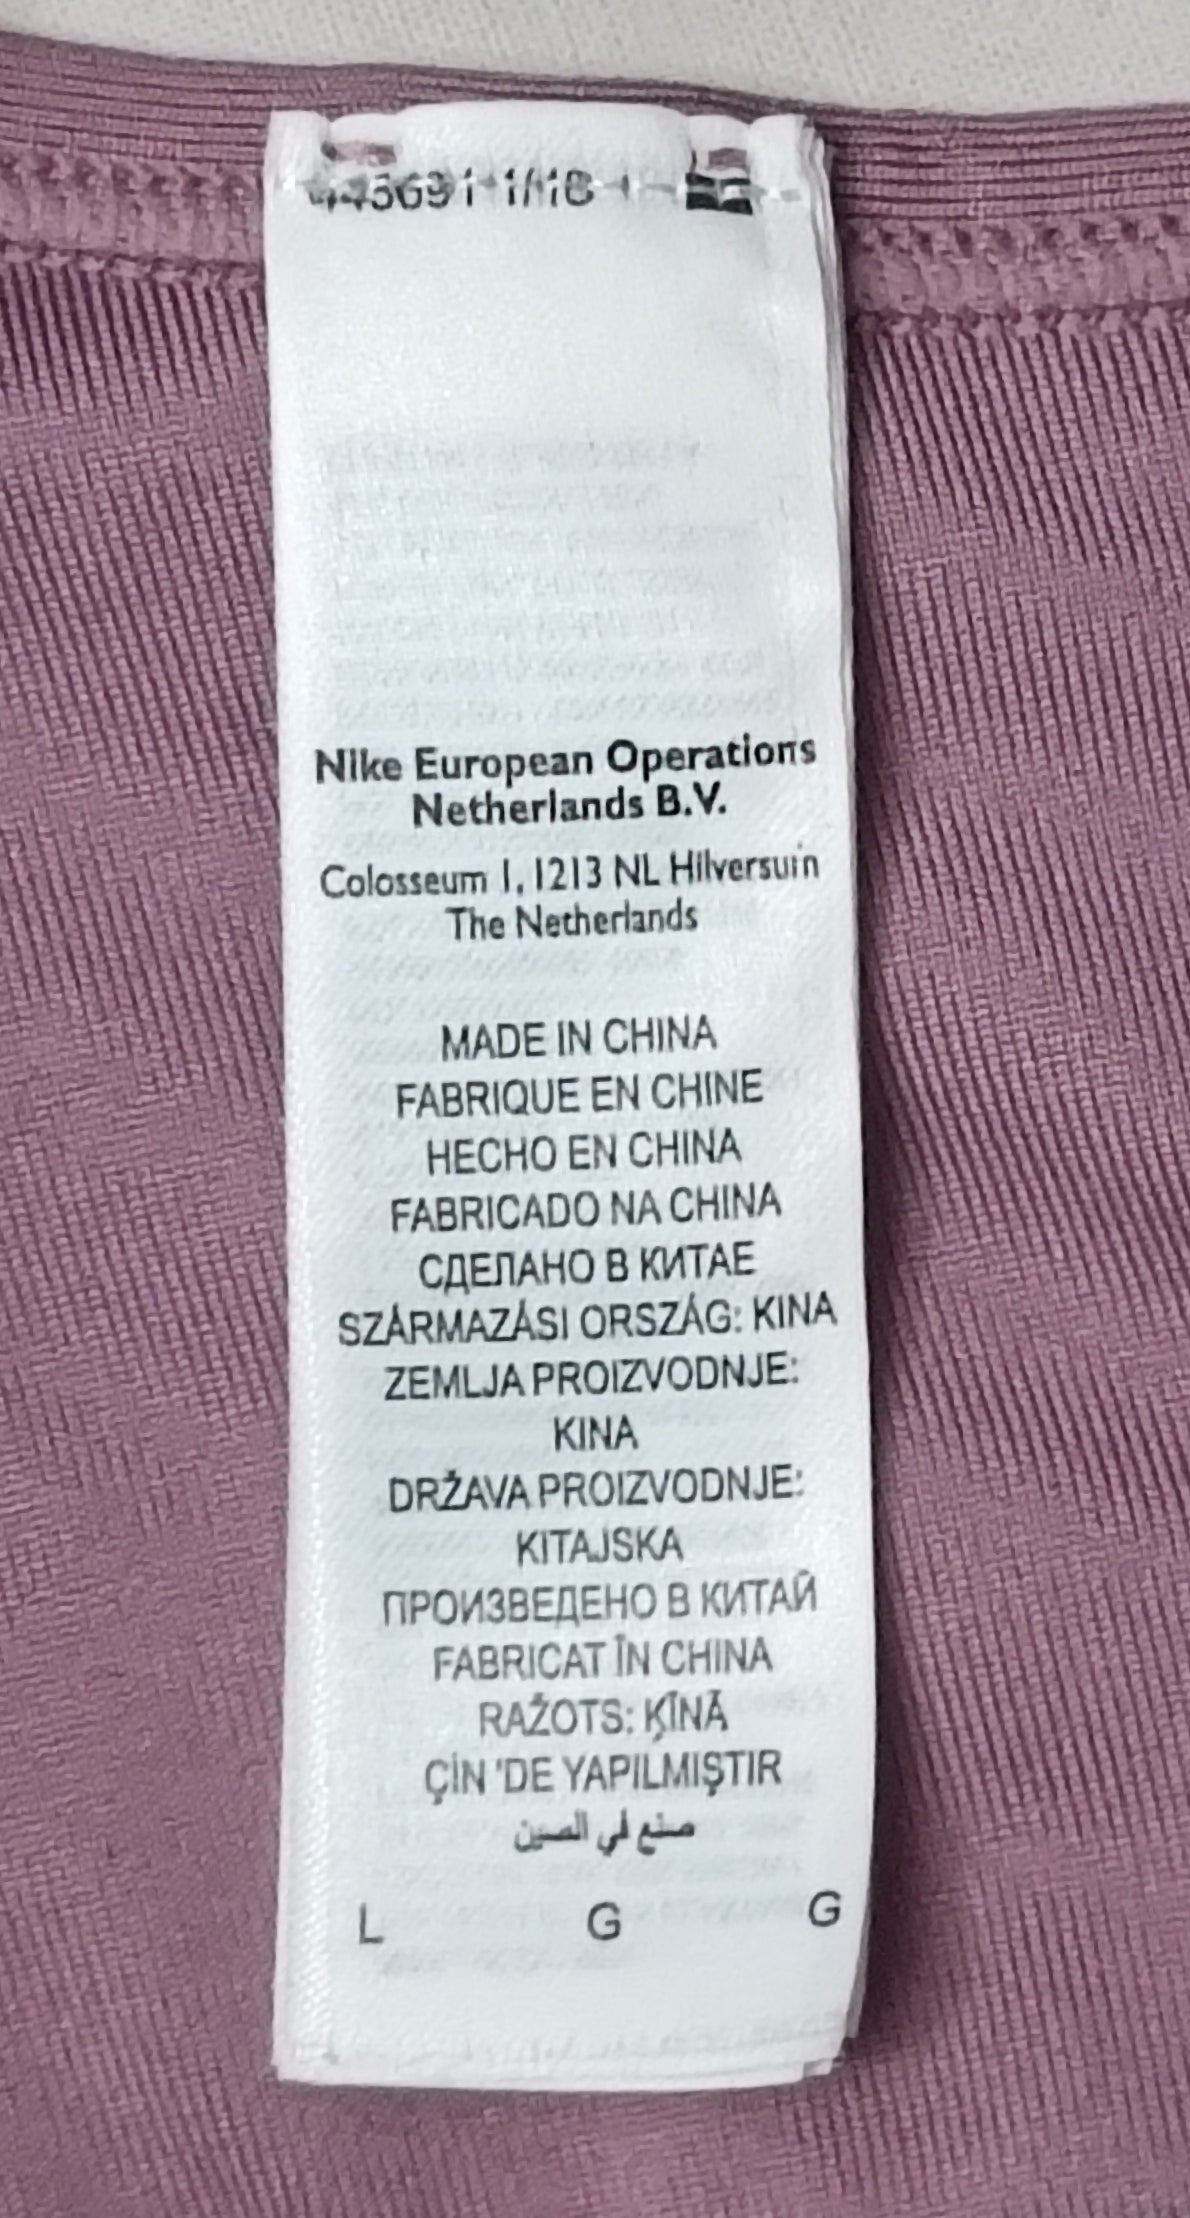 Nike European Operations
Netherlands B.V.
Colosseum 1, 1213 NL Hilversum
The Netherlands
MADE IN CHINA
FABRIQUE EN CHINE
HECHO EN CHINA
FABRICADO NA CHINA
СДЕЛАНО В КИТАЕ
SZÁRMAZÁSI ORSZÁG: KINA
ZEMLJA PROIZVODNJE:
KINA
DRŽAVA PROIZVODNJE:
KITAJSKA
ПРОИЗВЕДЕНО В КИТАЙ
FABRICAT ÎN CHINA
RAŽOTS: ĶĪNĀ
ÇİN 'DE YAPILMIŞTIR
صنع في الصين
L G G